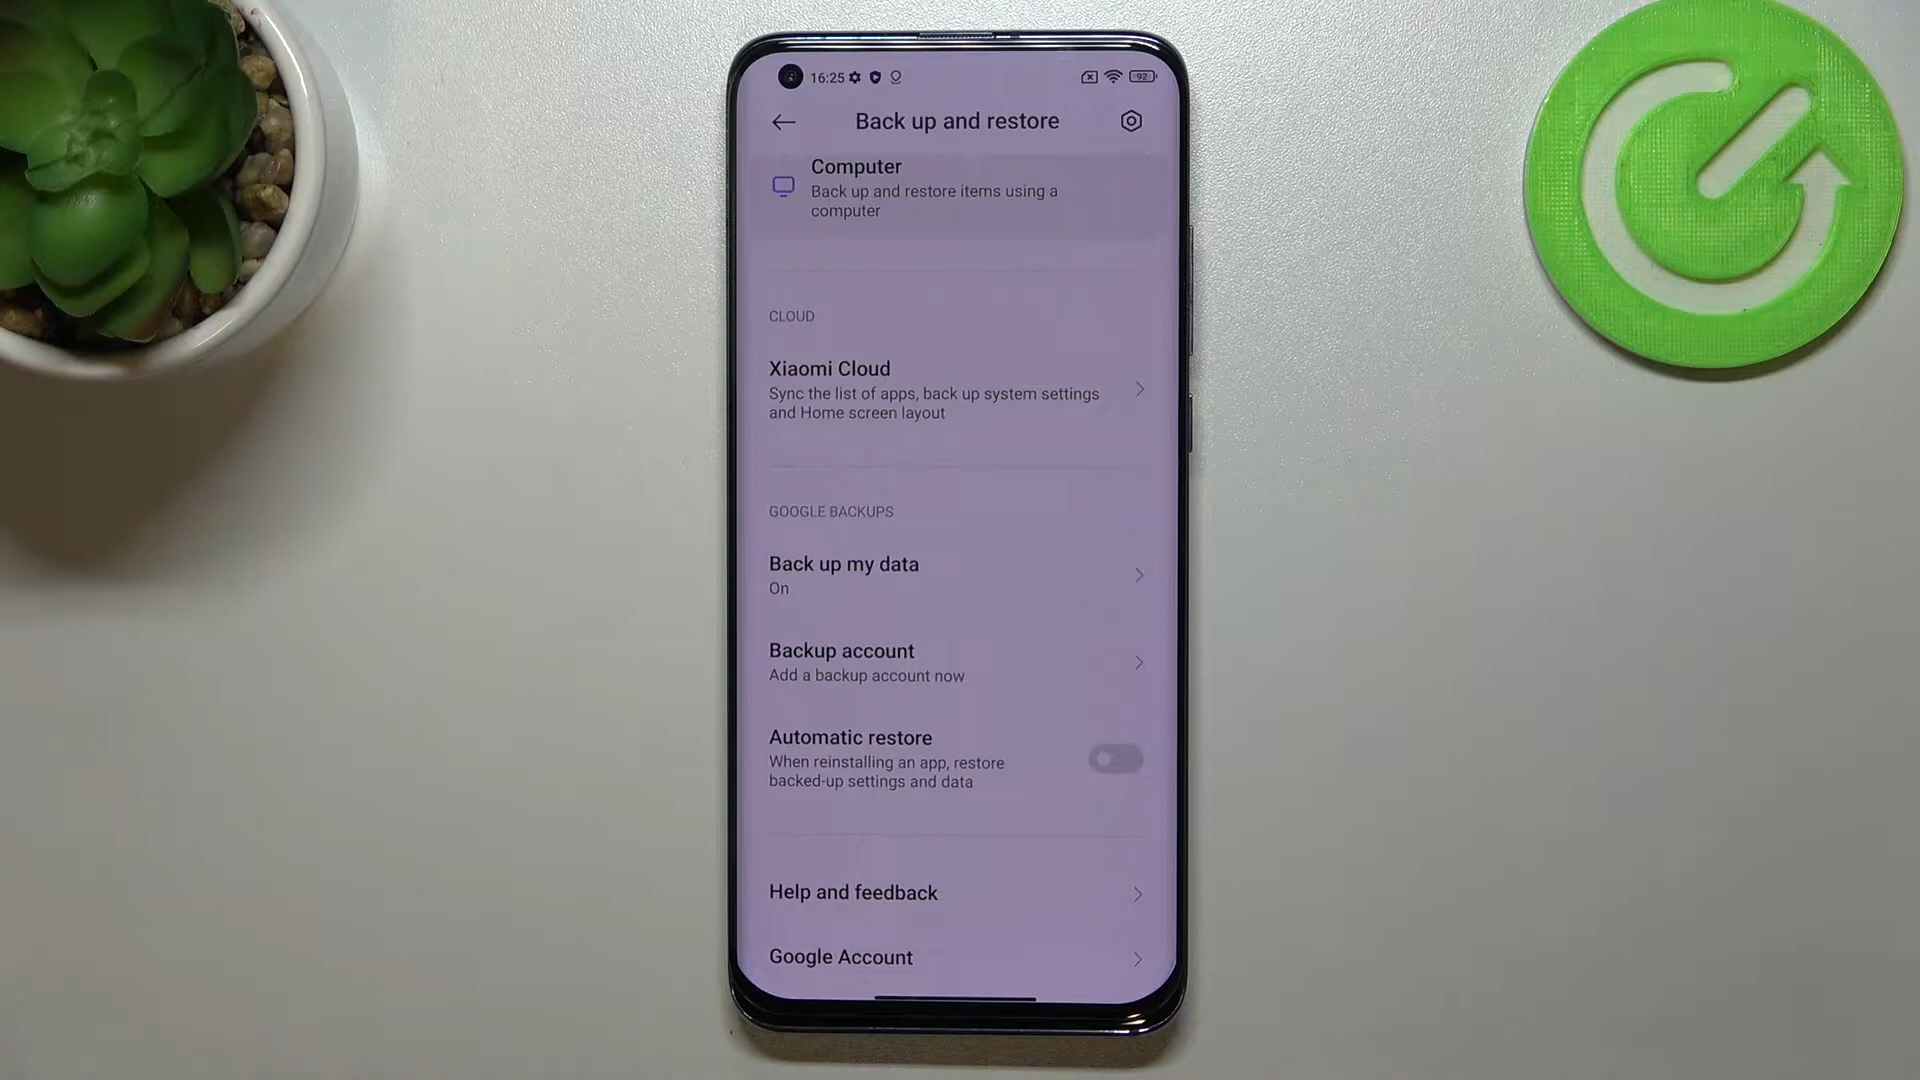 16:25
92
Back up and restore
Computer
Back up and restore items using a
computer
CLOUD
Xiaomi Cloud
Sync the list of apps, back up system settings
and Home screen layout
GOOGLE BACKUPS
Back up my data
On
Backup account
Add a backup account now
Automatic restore
When reinstalling an app, restore
backed-up settings and data
Help and feedback
Google Account